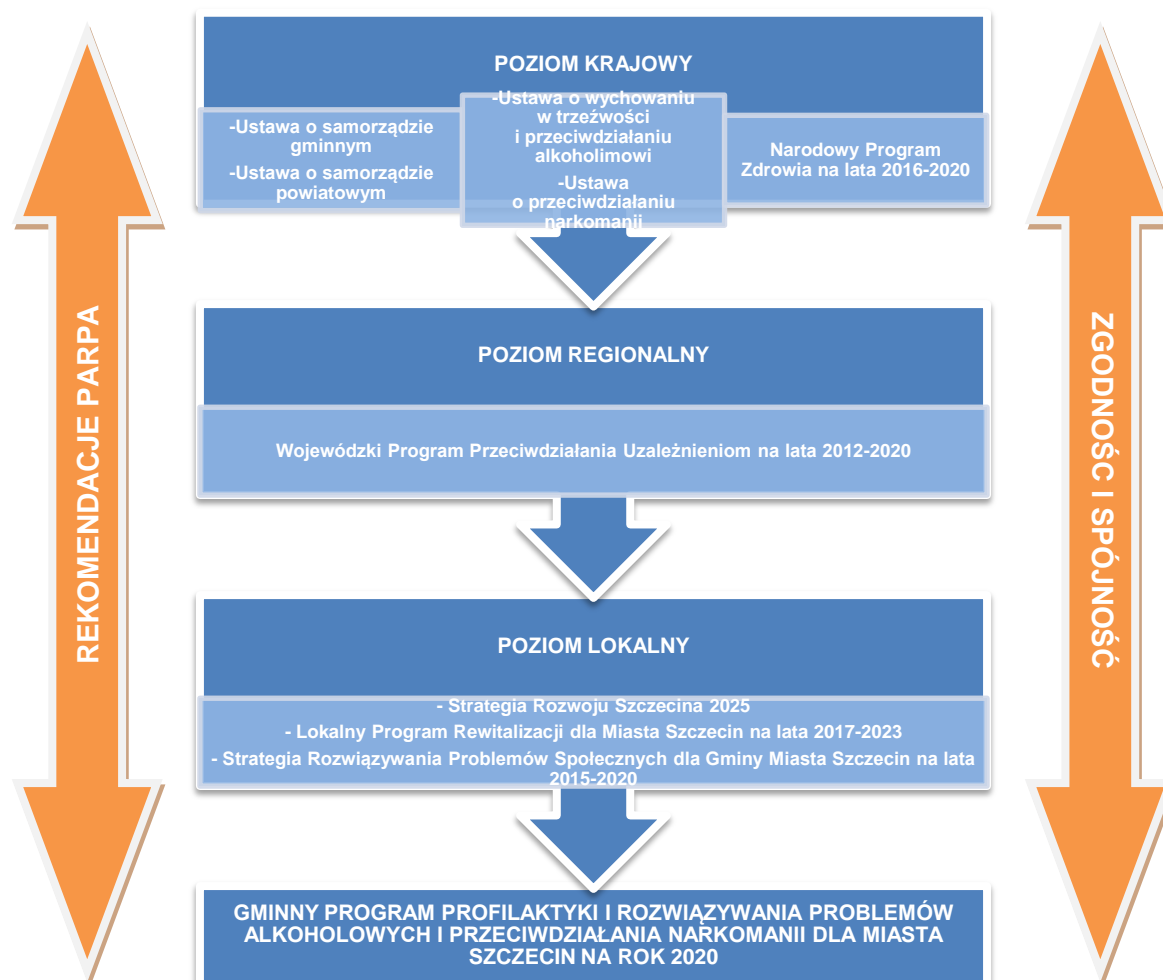 POZIOM KRAJOWY
-Ustawa o samorządzie
gminnym
-Ustawa o samorządzie
powiatowym
-Ustawa o wychowaniu
w trzeźwości
i przeciwdziałaniu
alkoholimowi
-Ustawa
o przeciwdziałaniu
narkomanii
Narodowy Program
Zdrowia na lata 2016-2020
REKOMENDACJE PARPA
ZGODNOŚC I SPÓJNOŚĆ
POZIOM REGIONALNY
Wojewódzki Program Przeciwdziałania Uzależnieniom na lata 2012-2020
POZIOM LOKALNY
- Strategia Rozwoju Szczecina 2025
- Lokalny Program Rewitalizacji dla Miasta Szczecin na lata 2017-2023
- Strategia Rozwiązywania Problemów Społecznych dla Gminy Miasta Szczecin na lata
2015-2020
GMINNY PROGRAM PROFILAKTYKI I ROZWIĄZYWANIA PROBLEMÓW
ALKOHOLOWYCH I PRZECIWDZIAŁANIA NARKOMANII DLA MIASTA
SZCZECIN NA ROK 2020